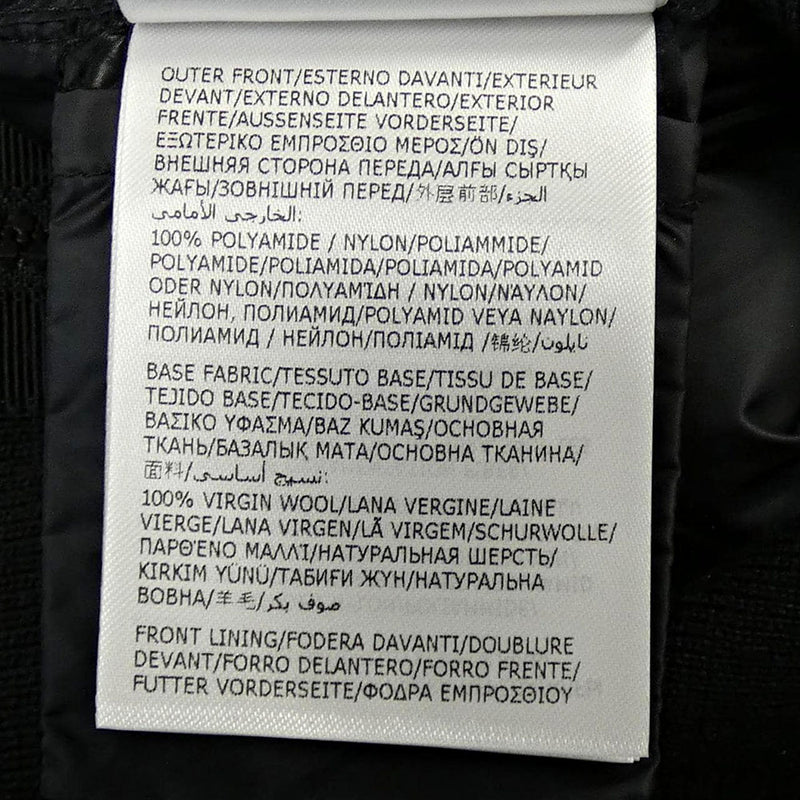 OUTER FRONT/ESTERNO DAVANTI/EXTERIEUR
DEVANT/EXTERNO DELANTERO/EXTERIOR
FRENTE/AUSSENSEITE VORDERSEITE/
ΕΞΩΤΕΡΙΚΟ ΕΜΠΡΟΣΘΙΟ ΜΕΡΟΣ/ÖN DIŞ/
ВНЕШНЯЯ СТОРОНА ПЕРЕДА/АЛҒЫ СЫРТҚЫ
ЖАҒЫ/ЗОВНІШНІЙ ПЕРЕД/外层前部/الجزء
الخارجي الأمامي:
100% POLYAMIDE / NYLON/POLIAMMIDE/
POLYAMIDE/POLIAMIDA/POLIAMIDA/POLYAMID
ODER NYLON/ΠΟΛΥΑΜΊΔΗ / NYLON/ΝΑΥΛΟΝ/
НЕЙЛОН, ПОЛИАМИД/POLYAMID VEYA NAYLON/
ПОЛИАМИД / НЕЙЛОН/ПОЛІАМІД /锦纶/نايلون
BASE FABRIC/TESSUTO BASE/TISSU DE BASE/
TEJIDO BASE/TECIDO-BASE/GRUNDGEWEBE/
ΒΑΣΙΚΟ ΥΦΑΣΜΑ/BAZ KUMAŞ/ОСНОВНАЯ
ТКАНЬ/БАЗАЛЫҚ МАТА/ОСНОВНА ТКАНИНА/
面料/نسيج أساسي:
100% VIRGIN WOOL/LANA VERGINE/LAINE
VIERGE/LANA VIRGEN/LÃ VIRGEM/SCHURWOLLE/
ΠΑΡΘΈΝΟ ΜΑΛΛΊ/НАТУРАЛЬНАЯ ШЕРСТЬ/
KIRKIM YÜNÜ/ТАБИҒИ ЖҮН/НАТУРАЛЬНА
ВОВНА/羊毛/صوف بكر
FRONT LINING/FODERA DAVANTI/DOUBLURE
DEVANT/FORRO DELANTERO/FORRO FRENTE/
FUTTER VORDERSEITE/ΦΟΔΡΑ ΕΜΠΡΟΣΘΙΟΥ